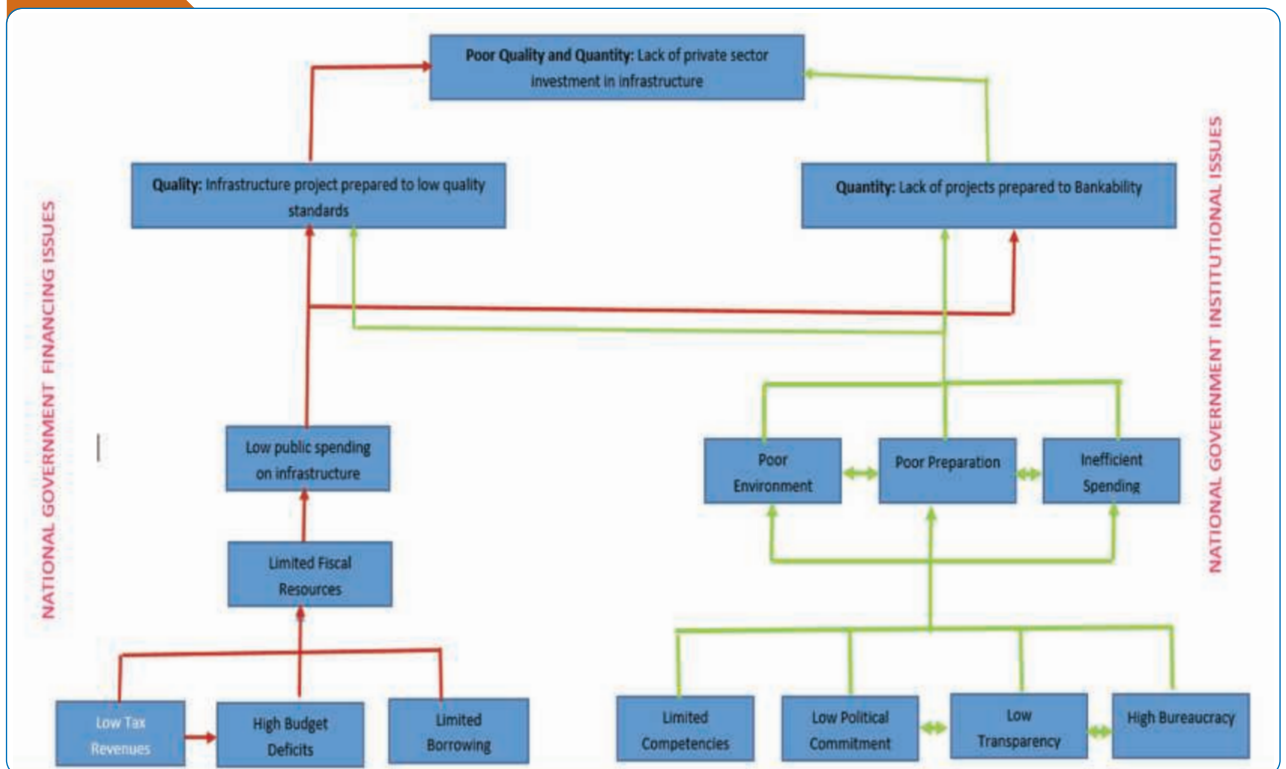 Poor Quality and Quantity: Lack of private sector
investment in infrastructure
Quality: Infrastructure project prepared to low quality
standards
Quantity: Lack of projects prepared to Bankability
NATIONAL GOVERNMENT FINANCING ISSUES
NATIONAL GOVERNMENT INSTITUTIONAL ISSUES
Low public spending
on infrastructure
Poor
Environment
Poor Preparation
Inefficient
Spending
Limited Fiscal
Resources
Low Tax
Revenues
High Budget
Deficits
Limited
Borrowing
Limited
Competencies
Low Political
Commitment
Low
Transparency
High Bureaucracy